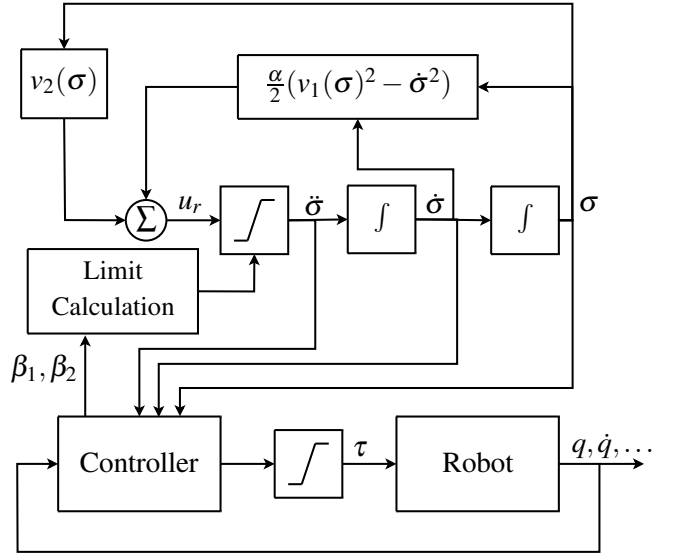 v₂(σ)
α/2 (v₁(σ)² − σ̇²)
Σ
u_r
σ̈
∫
σ̇
∫
σ
Limit
Calculation
β₁, β₂
Controller
τ
Robot
q, q̇, …